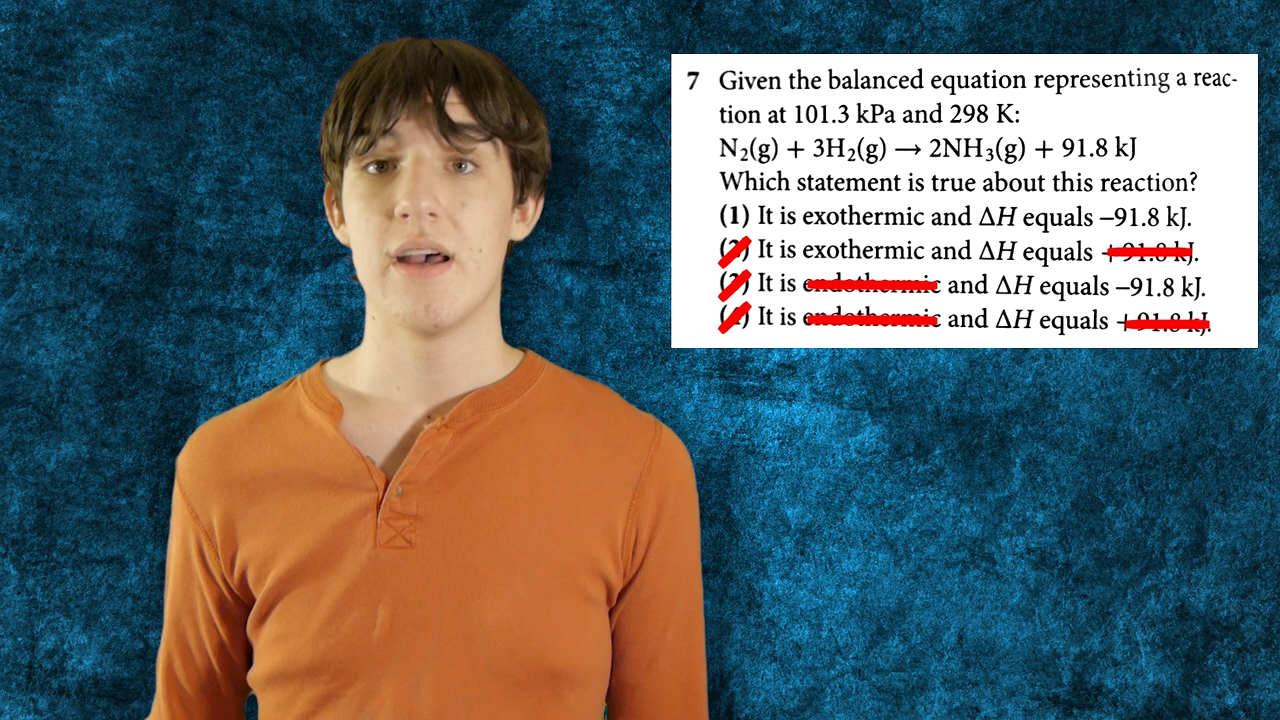 7 Given the balanced equation representing a reac-
tion at 101.3 kPa and 298 K:
N₂(g) + 3H₂(g) → 2NH₃(g) + 91.8 kJ
Which statement is true about this reaction?
(1) It is exothermic and ΔH equals –91.8 kJ.
(2) It is exothermic and ΔH equals +91.8 kJ.
(3) It is endothermic and ΔH equals –91.8 kJ.
(4) It is endothermic and ΔH equals +91.8 kJ.